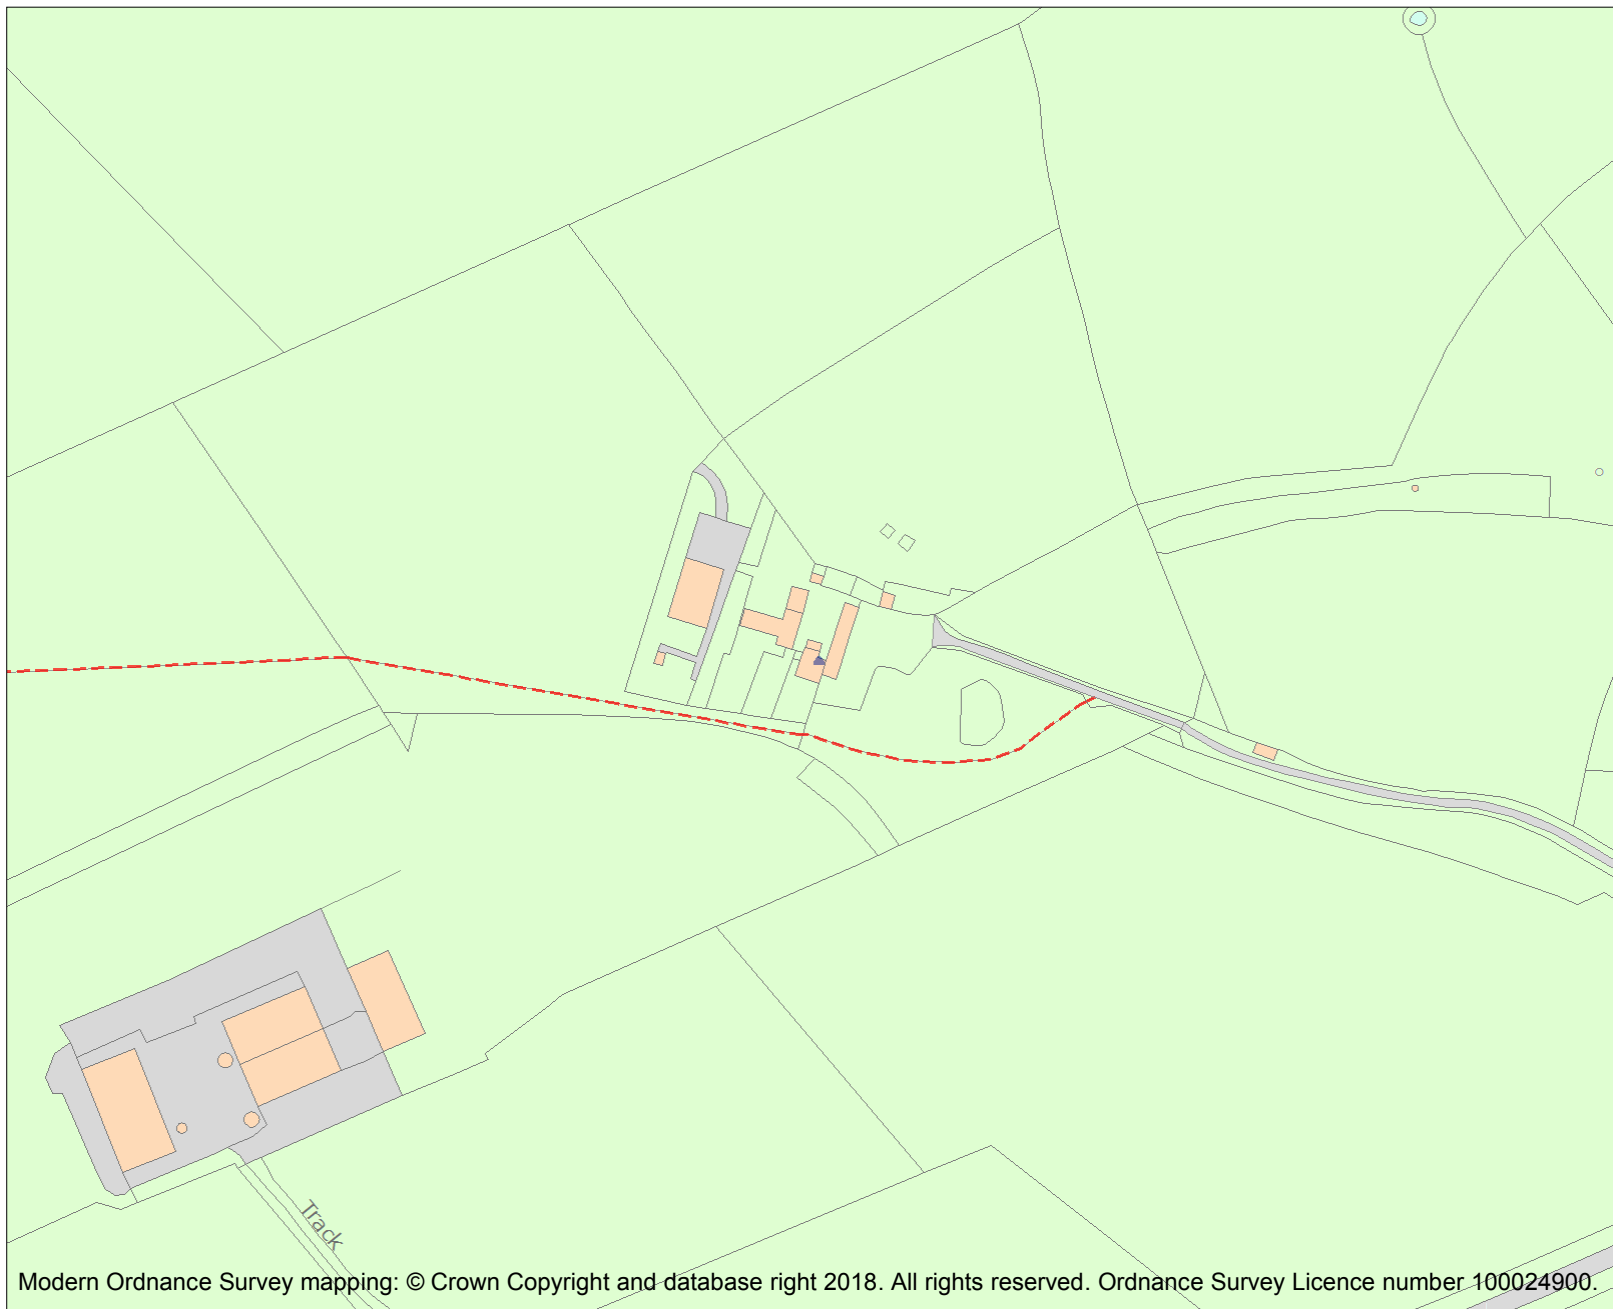 Track
Modern Ordnance Survey mapping: © Crown Copyright and database right 2018. All rights reserved. Ordnance Survey Licence number 100024900.